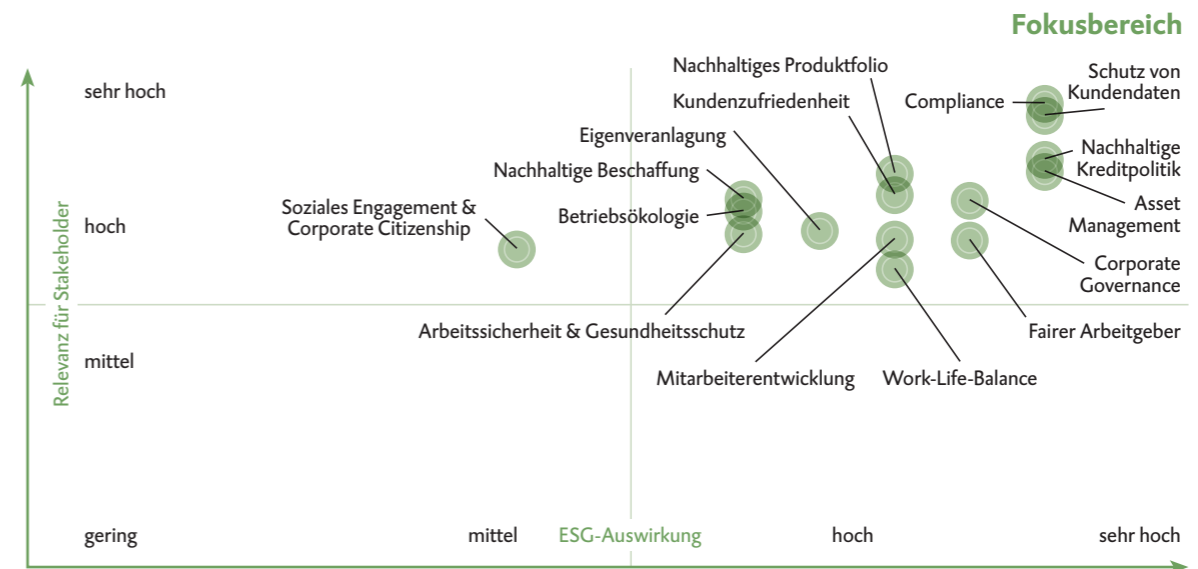 Fokusbereich
sehr hoch
hoch
mittel
Relevanz für Stakeholder
Nachhaltiges Produktfolio
Kundenzufriedenheit
Eigenveranlagung
Nachhaltige Beschaffung
Betriebsökologie
Soziales Engagement &
Corporate Citizenship
Compliance
Schutz von
Kundendaten
Nachhaltige
Kreditpolitik
Asset
Management
Corporate
Governance
Fairer Arbeitgeber
Arbeitssicherheit & Gesundheitsschutz
Mitarbeiterentwicklung
Work-Life-Balance
gering
mittel
ESG-Auswirkung
hoch
sehr hoch